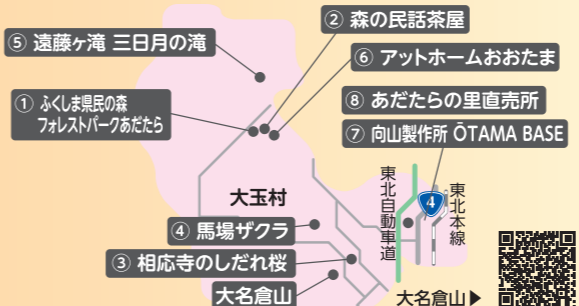 ② 森の民話茶屋
⑤ 遠藤ヶ滝 三日月の滝
⑥ アットホームおおたま
① ふくしま県民の森
フォレストパークあだたら
⑧ あだたらの里直売所
⑦ 向山製作所 ŌTAMA BASE
大玉村
東北自動車道
4
東北本線
④ 馬場ザクラ
③ 相応寺のしだれ桜
大名倉山
大名倉山▶